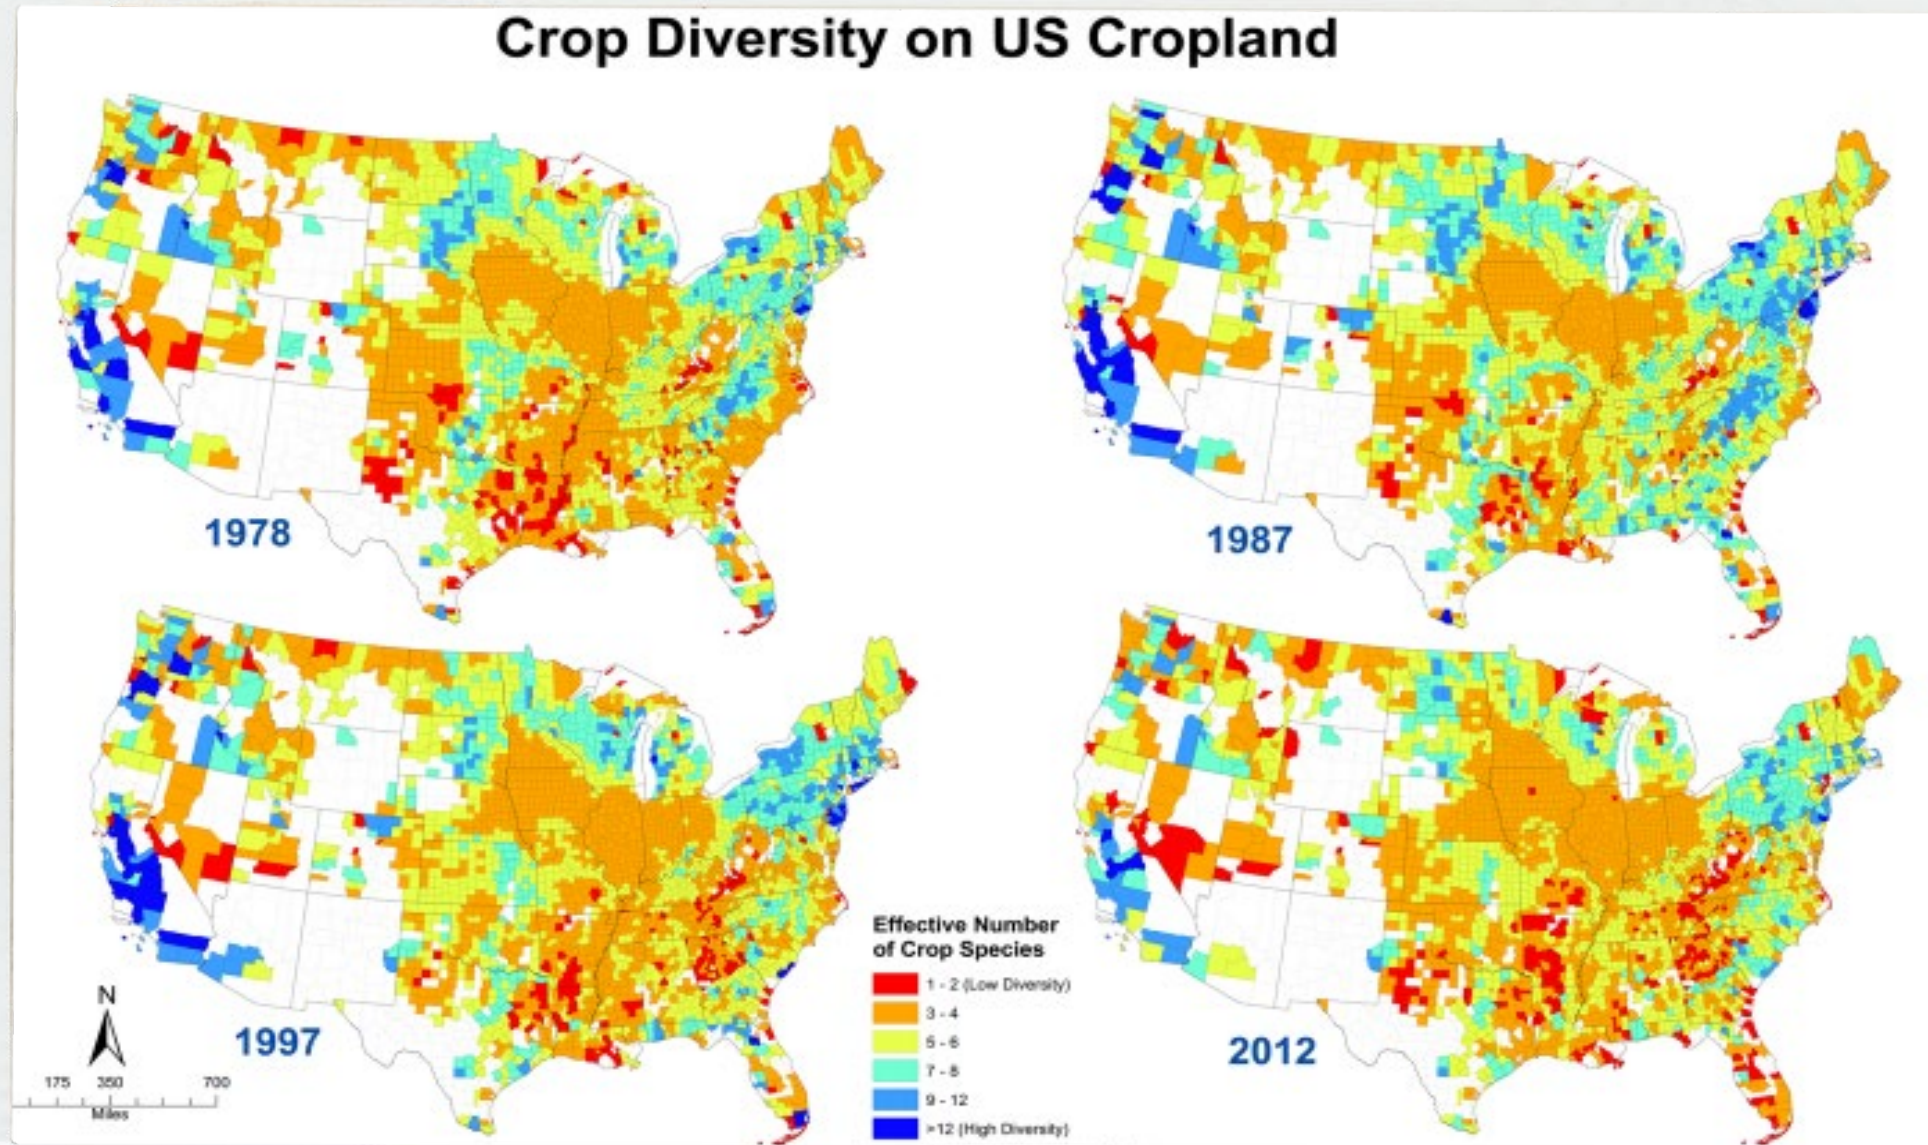 Crop Diversity on US Cropland
1978
1987
1997
2012
N
175 350 700
Miles
Effective Number
of Crop Species
1 - 2 (Low Diversity)
3 - 4
5 - 6
7 - 8
9 - 12
>12 (High Diversity)